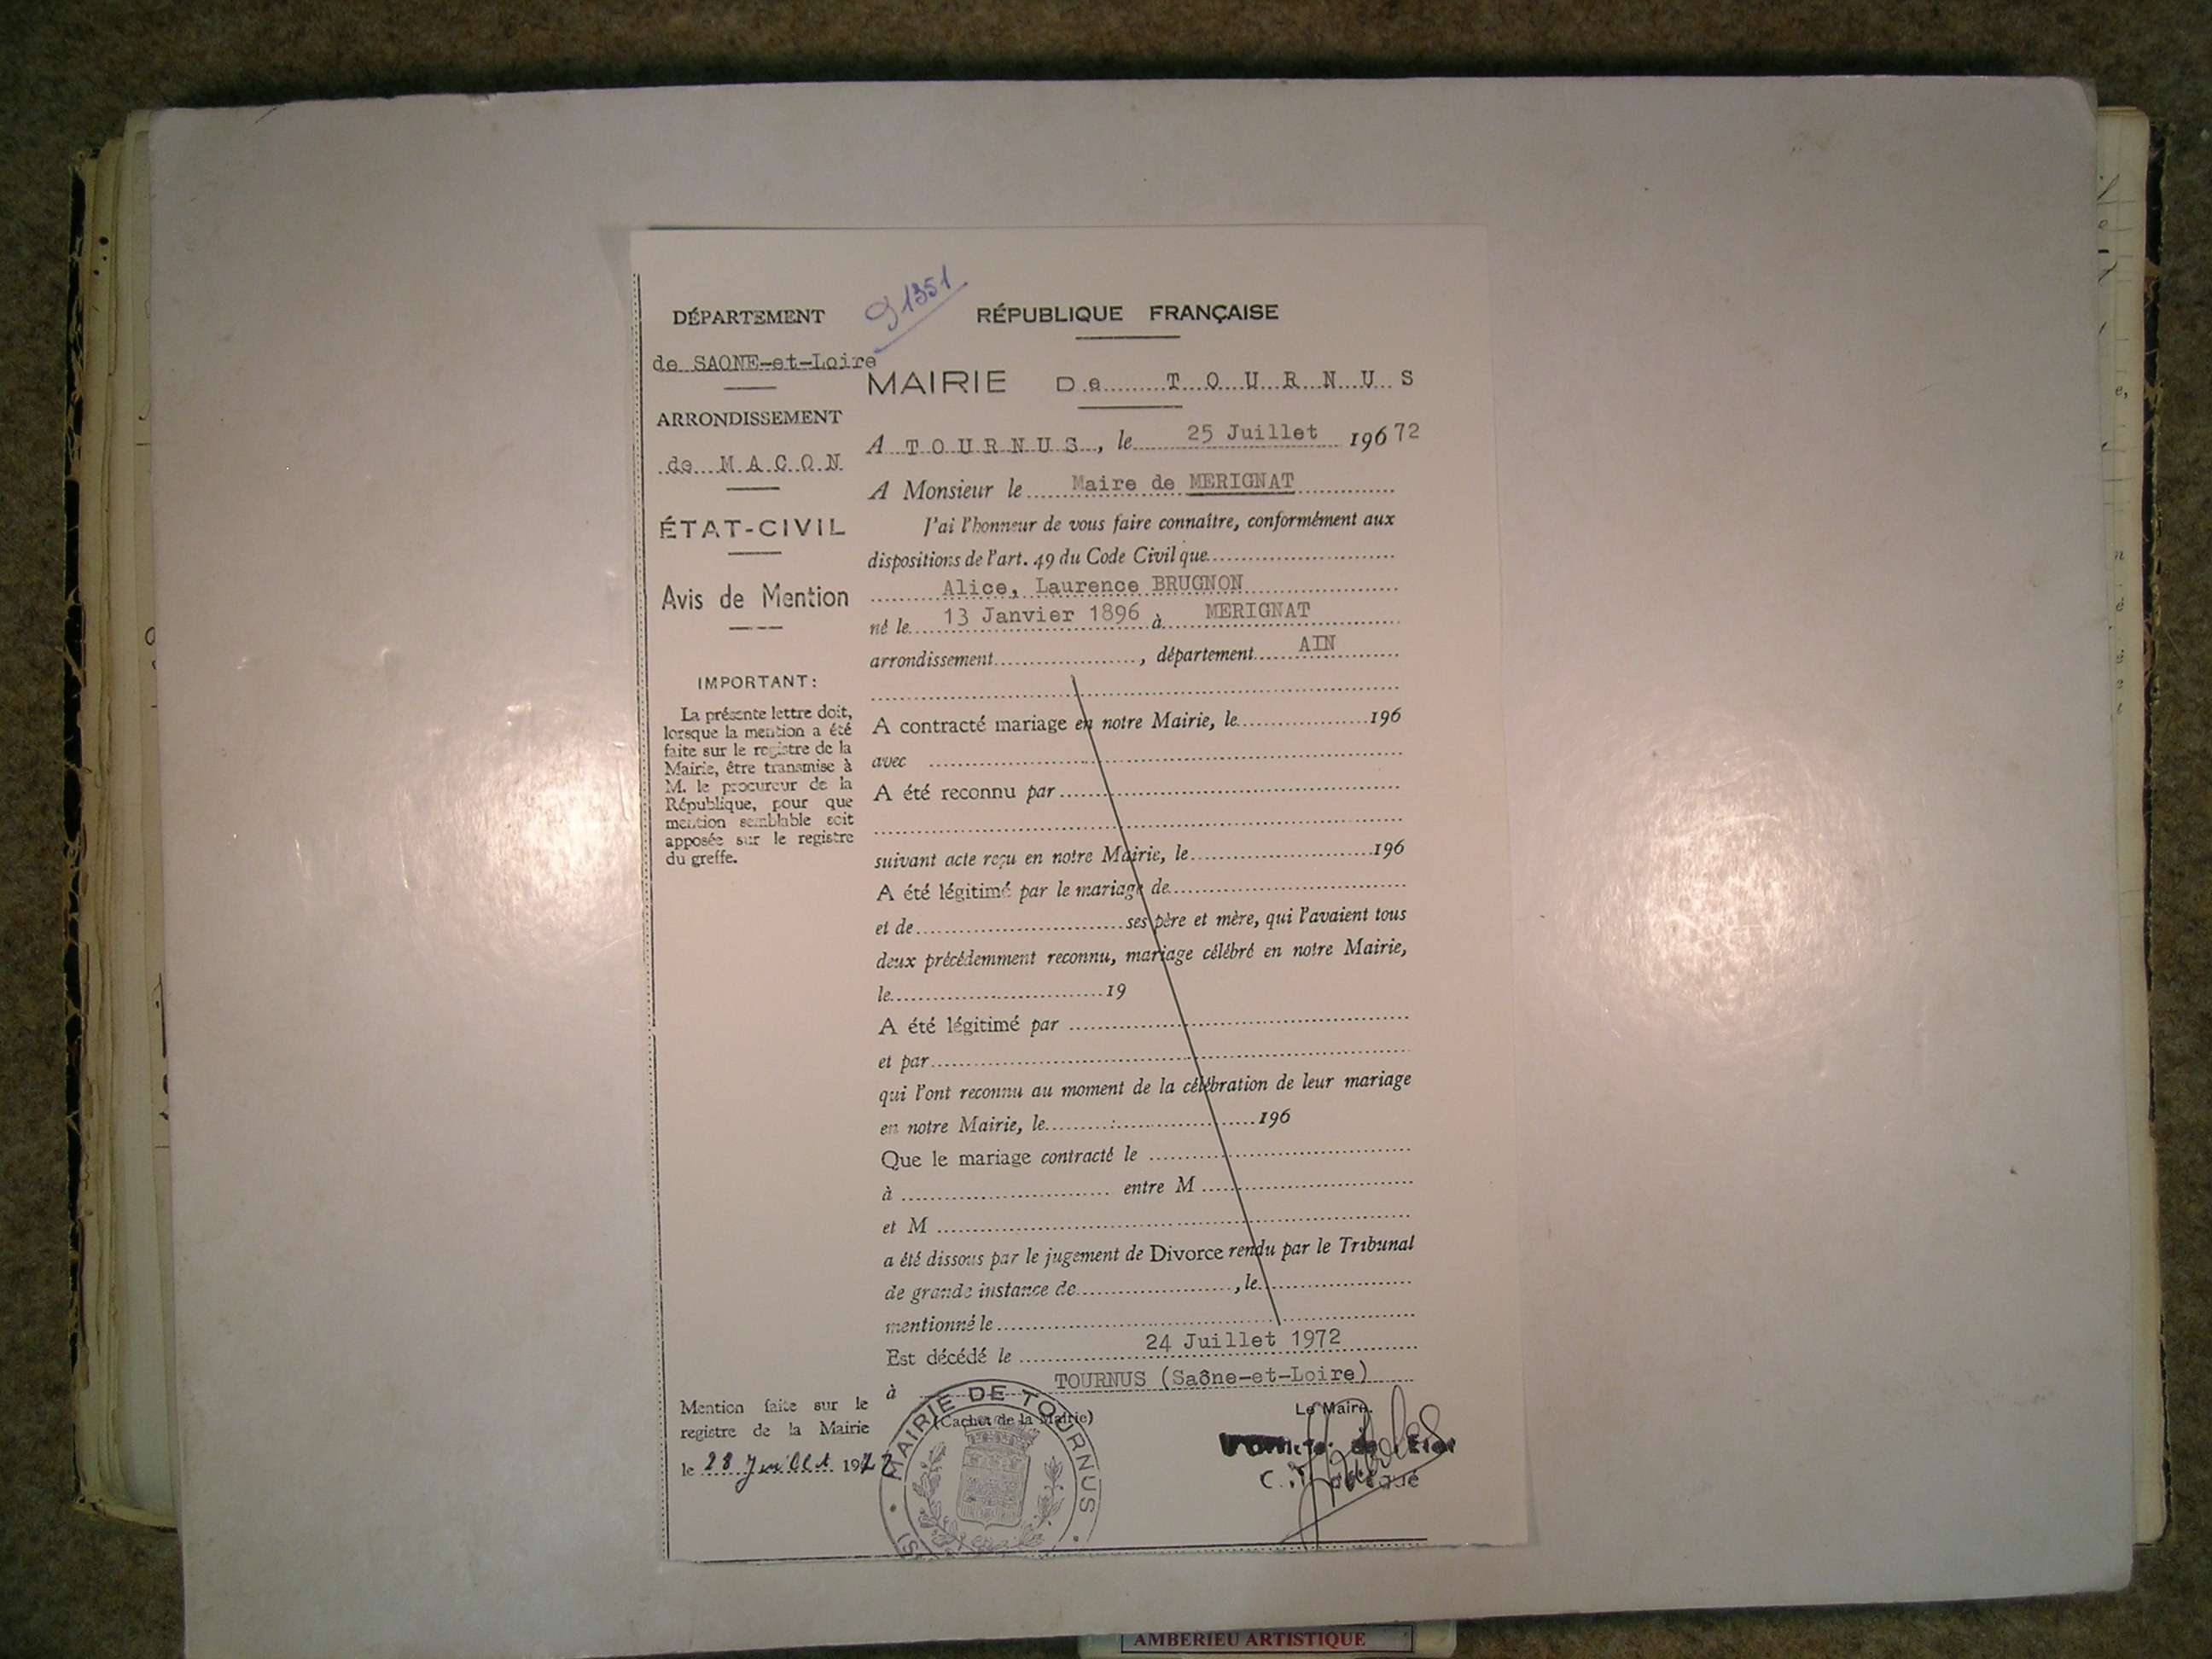 91351
DÉPARTEMENT
de SAONE-et-Loire
ARRONDISSEMENT
de MACON
ÉTAT-CIVIL
Avis de Mention
IMPORTANT:
La présente lettre doit,
lorsque la mention a été
faite sur le registre de la
Mairie, être transmise à
M. le procureur de la
République, pour que
mention semblable soit
apposée sur le registre
du greffe.
RÉPUBLIQUE FRANÇAISE
MAIRIE De TOURNUS
A TOURNUS, le 25 Juillet 19672
A Monsieur le Maire de MERIGNAT
J'ai l'honneur de vous faire connaître, conformément aux
dispositions de l'art. 49 du Code Civil que
Alice, Laurence BRUGNON
né le 13 Janvier 1896 à MERIGNAT
arrondissement, département AIN
A contracté mariage en notre Mairie, le 196
avec
A été reconnu par
suivant acte reçu en notre Mairie, le 196
A été légitimé par le mariage de
et de ses père et mère, qui l'avaient tous
deux précédemment reconnu, mariage célébré en notre Mairie,
le 19
A été légitimé par
et par
qui l'ont reconnu au moment de la célébration de leur mariage
en notre Mairie, le 196
Que le mariage contracté le
à entre M
et M
a été dissous par le jugement de Divorce rendu par le Tribunal
de grande instance de, le
mentionné le
Est décédé le 24 Juillet 1972
à TOURNUS (Saône-et-Loire)
(Cachet de la Mairie)
MAIRIE DE TOURNUS
Le Maire.
Mention faite sur le
registre de la Mairie
le 28 Juillet 1972
AMBERIEU ARTISTIQUE